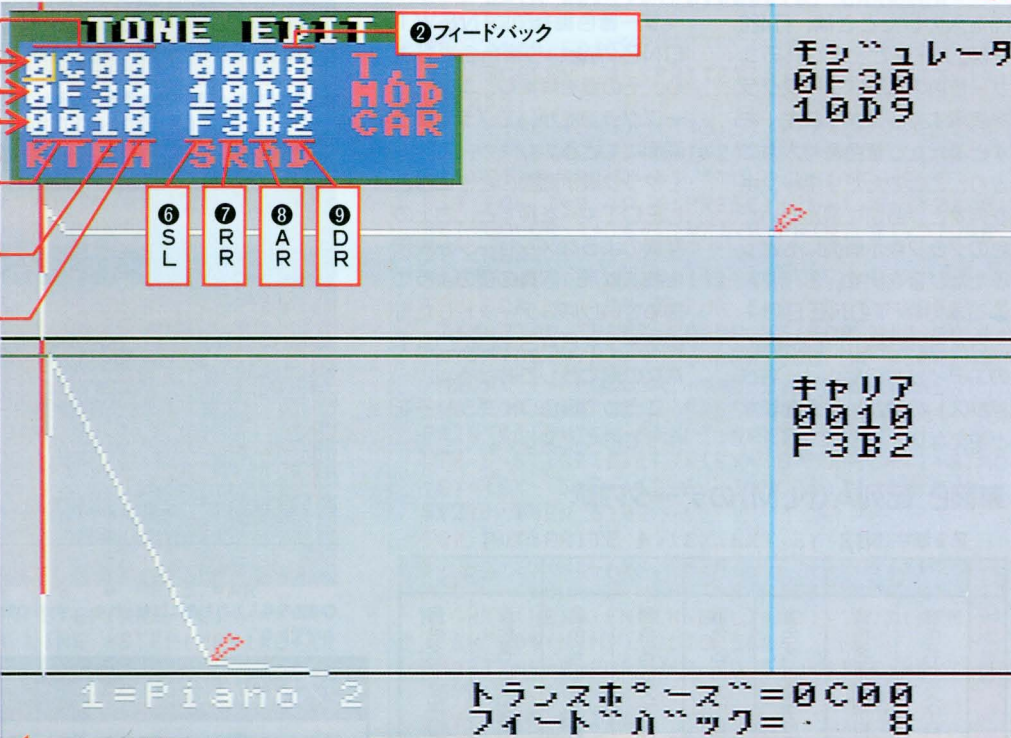 TONE EDIT
❷フィードバック
0C00 0008 T,F
0F30 10D9 MOD
0010 F3B2 CAR
KTEM SRAD
❻SL
❼RR
❽AR
❾DR
モジュレータ
0F30
10D9
キャリア
0010
F3B2
1=Piano 2
トランスポーズ=0C00
フィードバック= 8